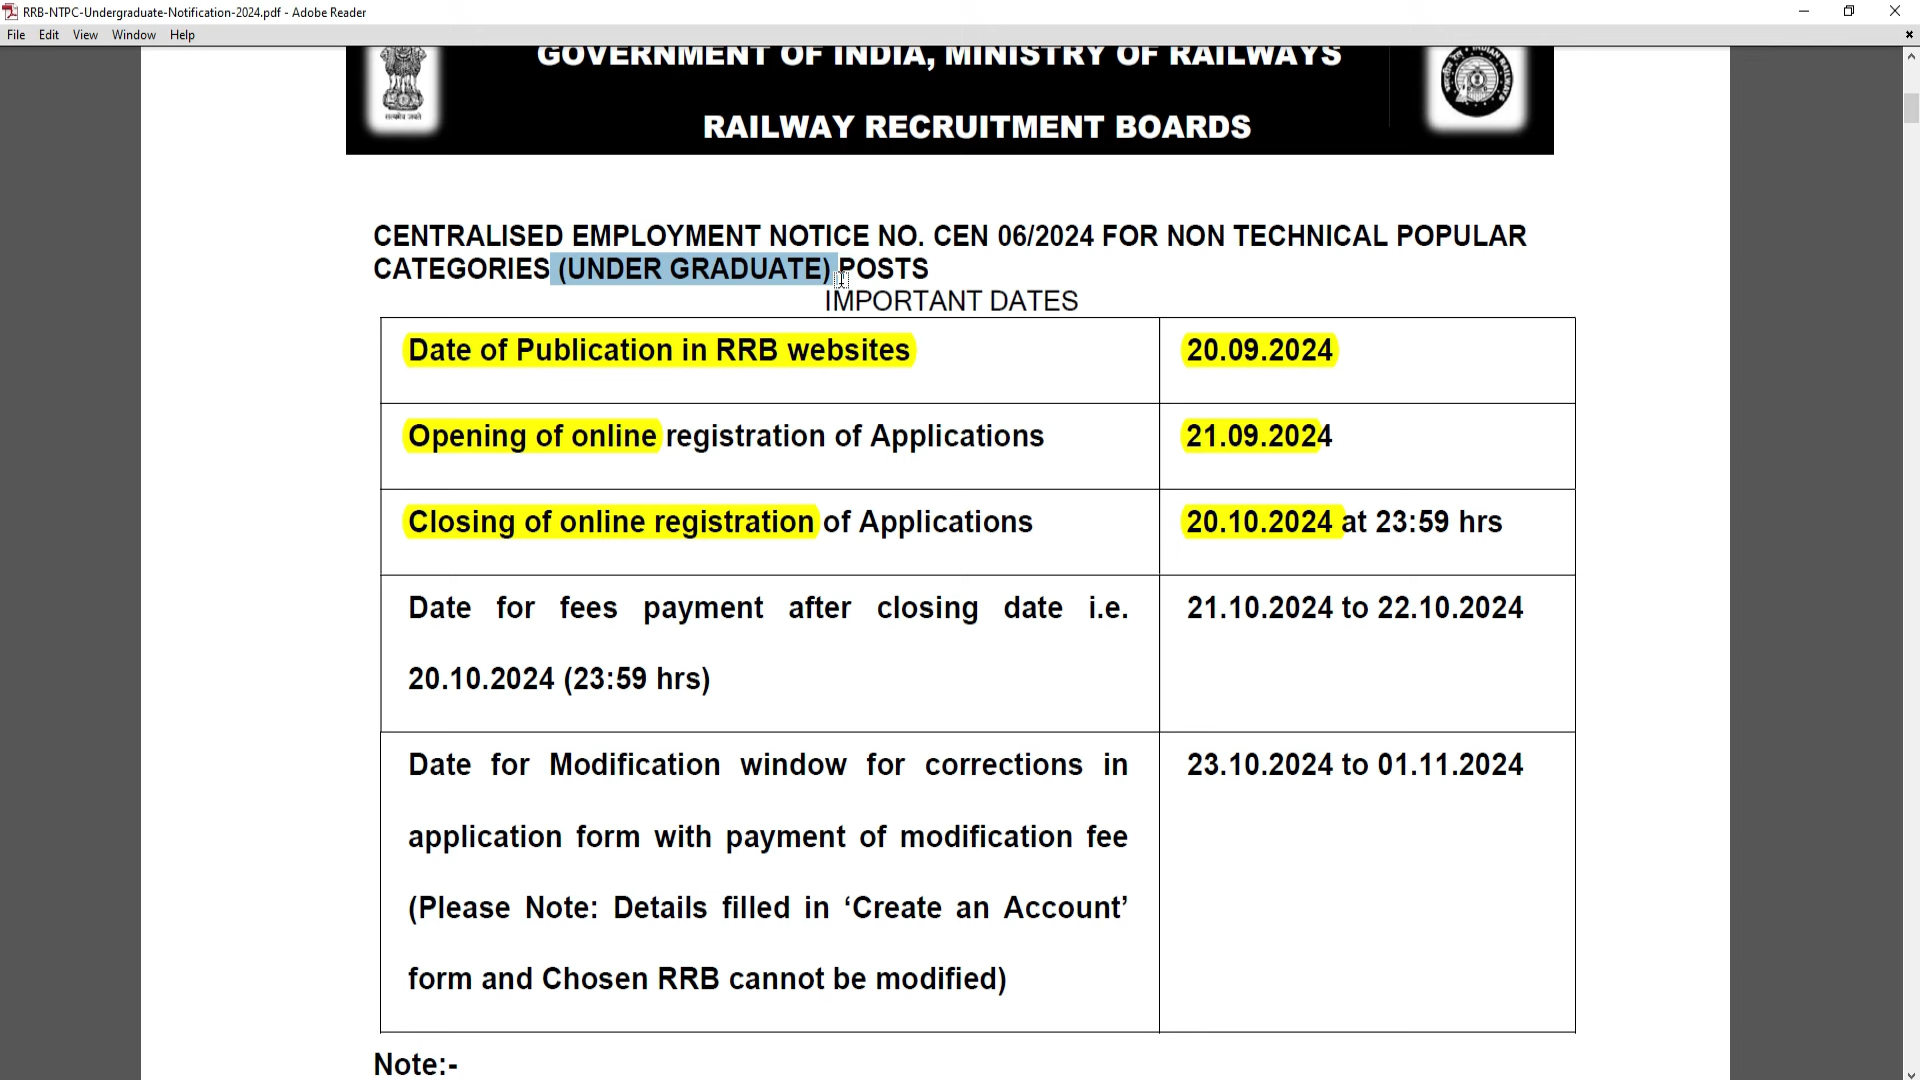 RRB-NTPC-Undergraduate-Notification-2024.pdf - Adobe Reader
File Edit View Window Help
GOVERNMENT OF INDIA, MINISTRY OF RAILWAYS
सत्यमेव जयते
RAILWAY RECRUITMENT BOARDS
CENTRALISED EMPLOYMENT NOTICE NO. CEN 06/2024 FOR NON TECHNICAL POPULAR
CATEGORIES (UNDER GRADUATE) POSTS
IMPORTANT DATES
Date of Publication in RRB websites 20.09.2024
Opening of online registration of Applications 21.09.2024
Closing of online registration of Applications 20.10.2024 at 23:59 hrs
Date for fees payment after closing date i.e. 21.10.2024 to 22.10.2024
20.10.2024 (23:59 hrs)
Date for Modification window for corrections in 23.10.2024 to 01.11.2024
application form with payment of modification fee
(Please Note: Details filled in ‘Create an Account’
form and Chosen RRB cannot be modified)
Note:-